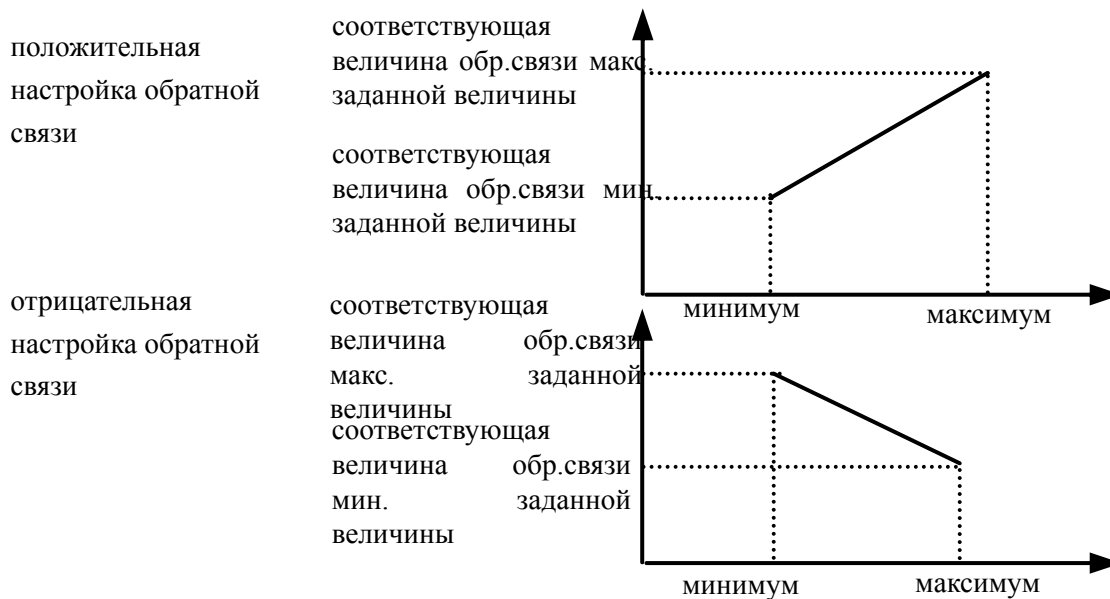 положительная
настройка обратной
связи
соответствующая
величина обр.связи макс.
заданной величины
соответствующая
величина обр.связи мин.
заданной величины
минимум
максимум
отрицательная
настройка обратной
связи
соответствующая
величина обр.связи
макс. заданной
величины
соответствующая
величина обр.связи
мин. заданной
величины
минимум
максимум